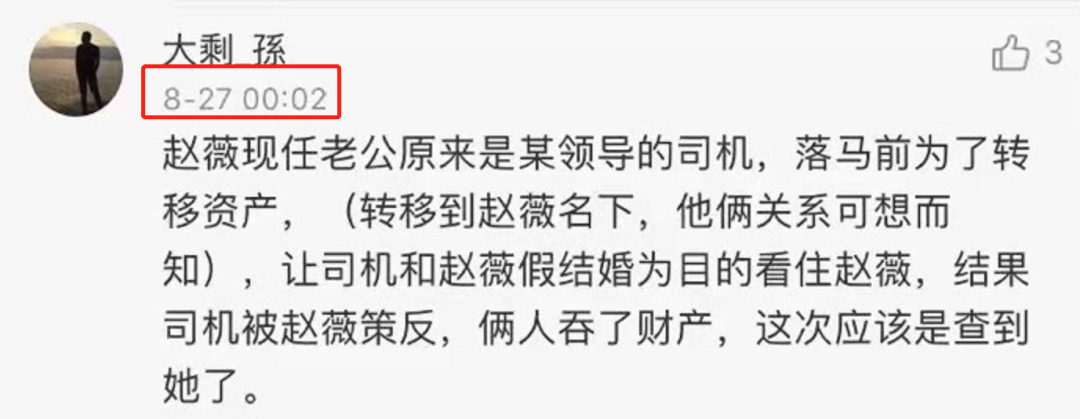 大剩_孫
3
8-27 00:02
赵薇现任老公原来是某领导的司机，落马前为了转
移资产，（转移到赵薇名下，他俩关系可想而
知），让司机和赵薇假结婚为目的看住赵薇，结果
司机被赵薇策反，俩人吞了财产，这次应该是查到
她了。